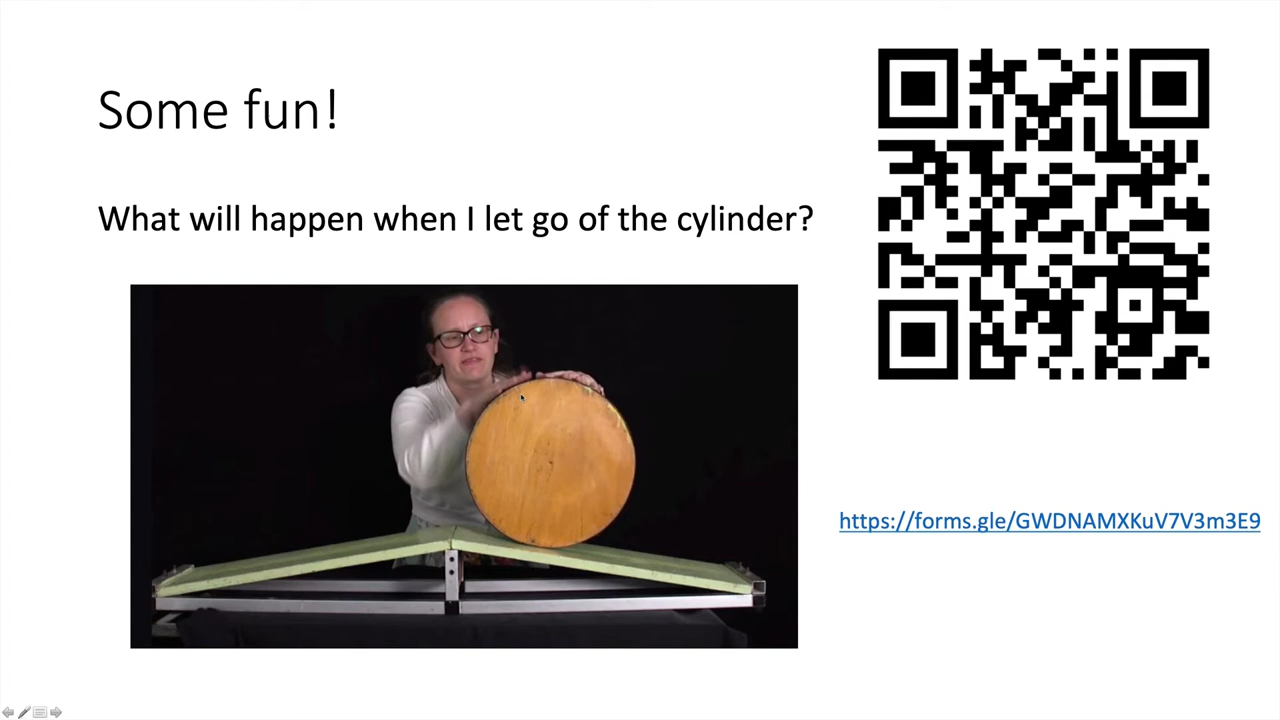 Some fun!
What will happen when I let go of the cylinder?
https://forms.gle/GWDNAMXKuV7V3m3E9